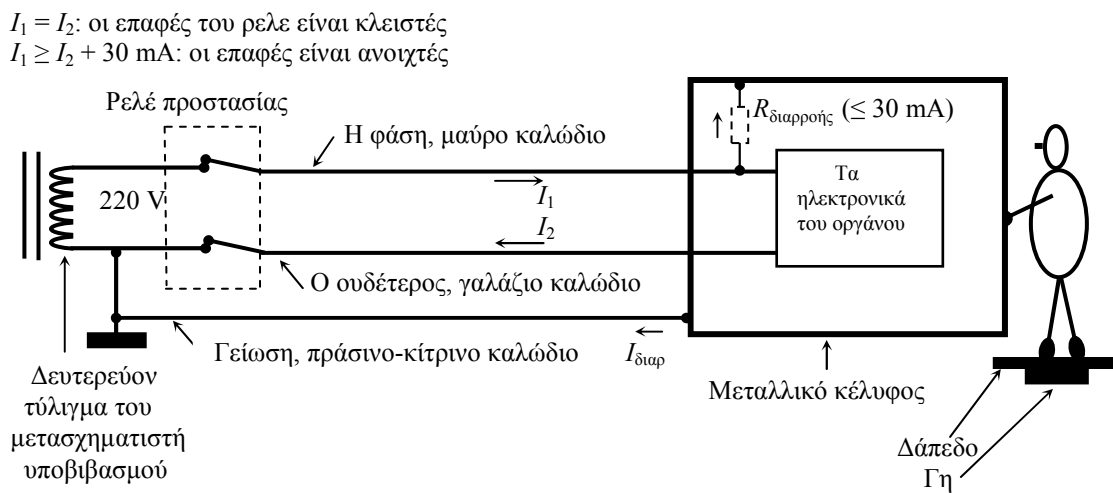 I₁ = I₂: οι επαφές του ρελε είναι κλειστές
I₁ ≥ I₂ + 30 mA: οι επαφές είναι ανοιχτές
Ρελέ προστασίας
Rδιαρροής (≤ 30 mA)
Η φάση, μαύρο καλώδιο
Τα
ηλεκτρονικά
του οργάνου
220 V
I₁
I₂
Ο ουδέτερος, γαλάζιο καλώδιο
Γείωση, πράσινο-κίτρινο καλώδιο
Iδιαρ
Δευτερεύον
τύλιγμα του
μετασχηματιστή
υποβιβασμού
Μεταλλικό κέλυφος
Δάπεδο
Γη